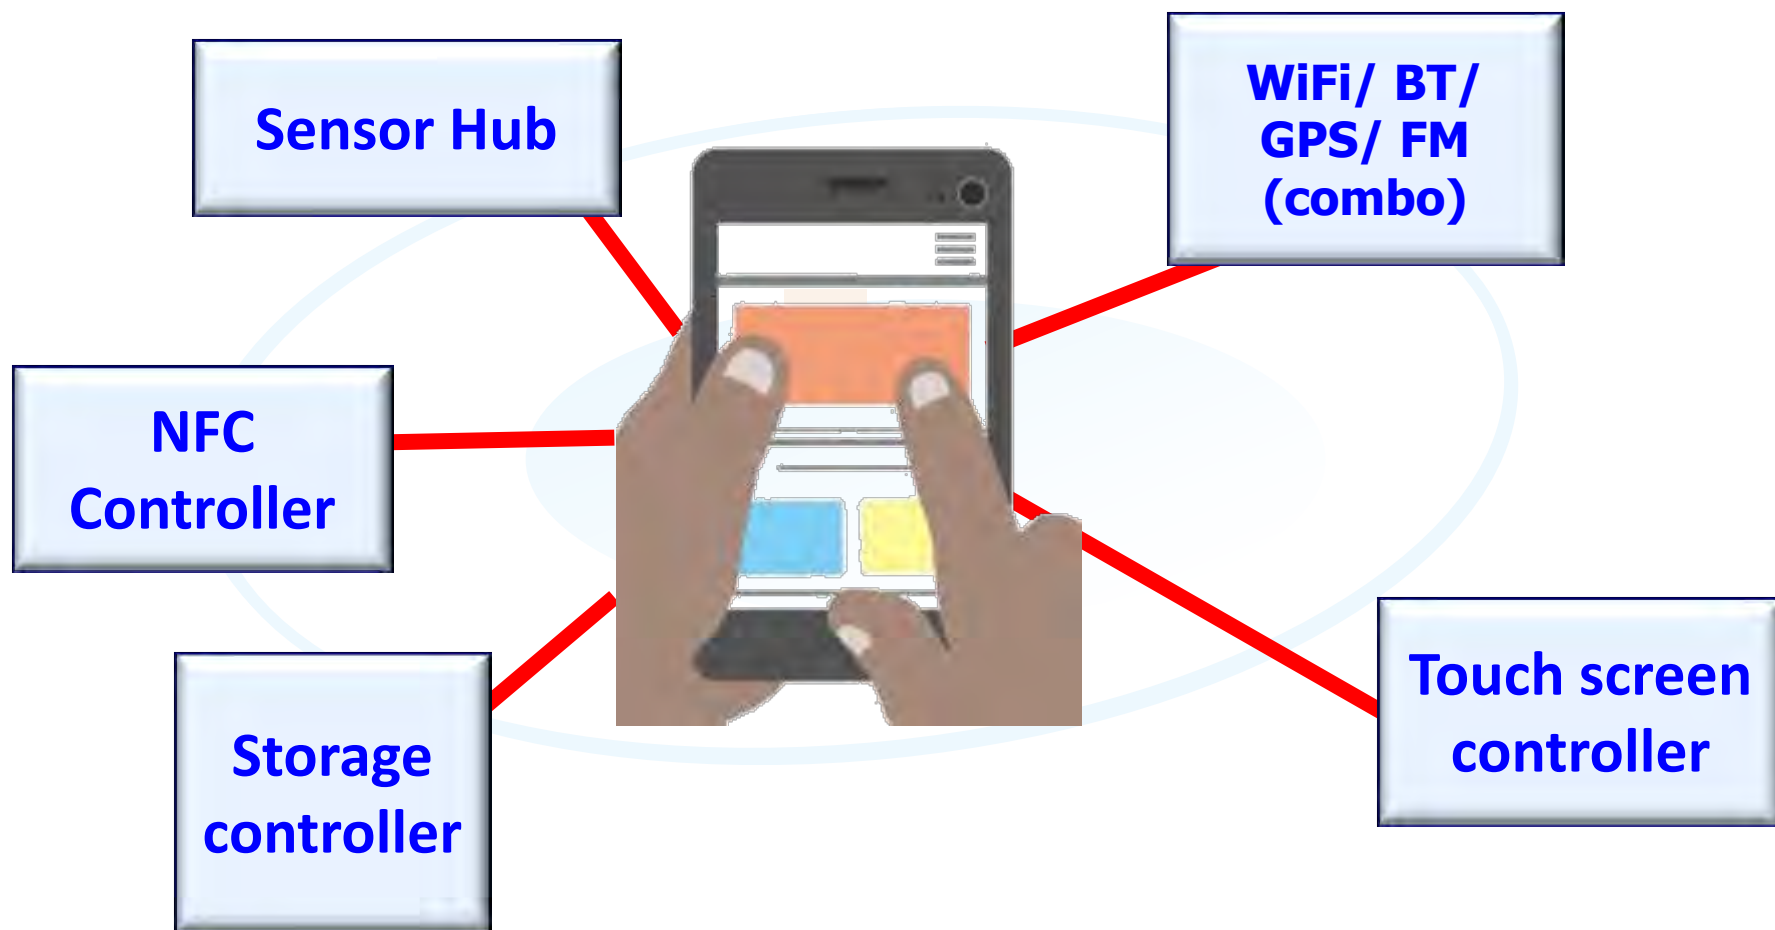 Sensor Hub
WiFi/ BT/
GPS/ FM
(combo)
NFC
Controller
Storage
controller
Touch screen
controller